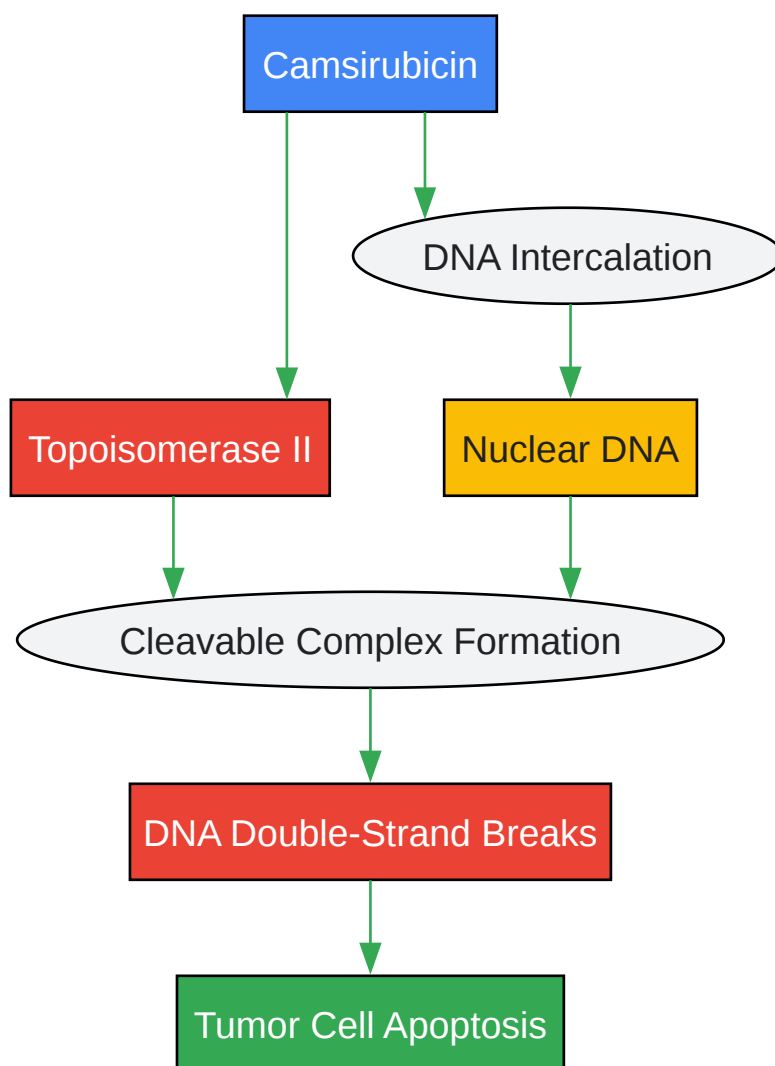 Camsirubicin
DNA Intercalation
Topoisomerase II
Nuclear DNA
Cleavable Complex Formation
DNA Double-Strand Breaks
Tumor Cell Apoptosis